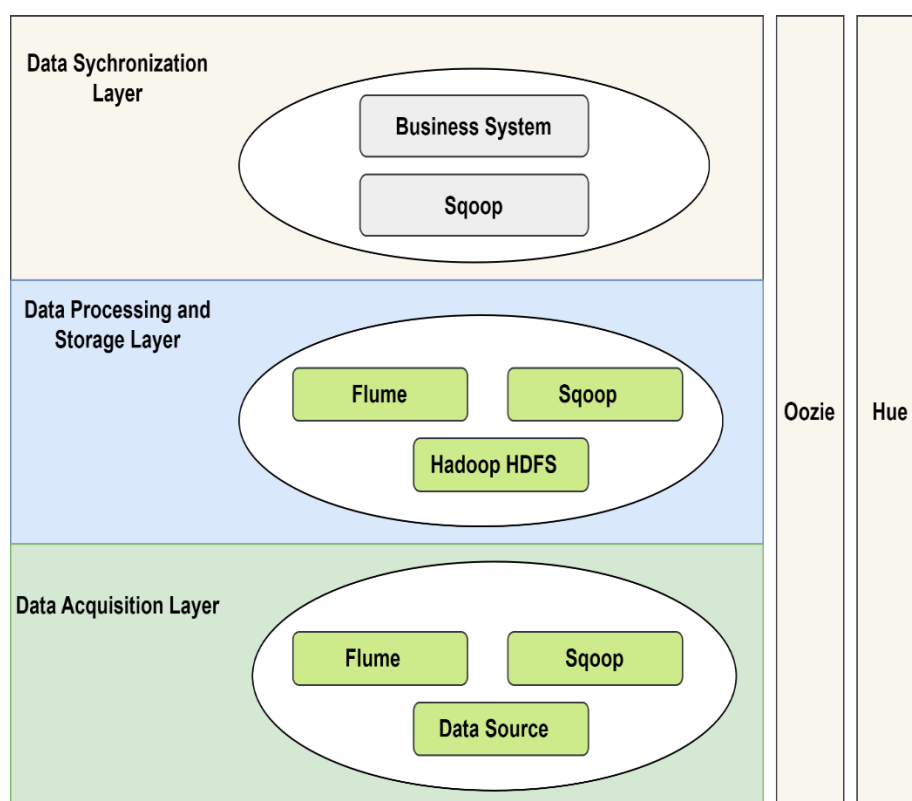 Data Sychronization
Layer
Business System
Sqoop
Data Processing and
Storage Layer
Flume
Sqoop
Hadoop HDFS
Data Acquisition Layer
Flume
Sqoop
Data Source
Oozie
Hue